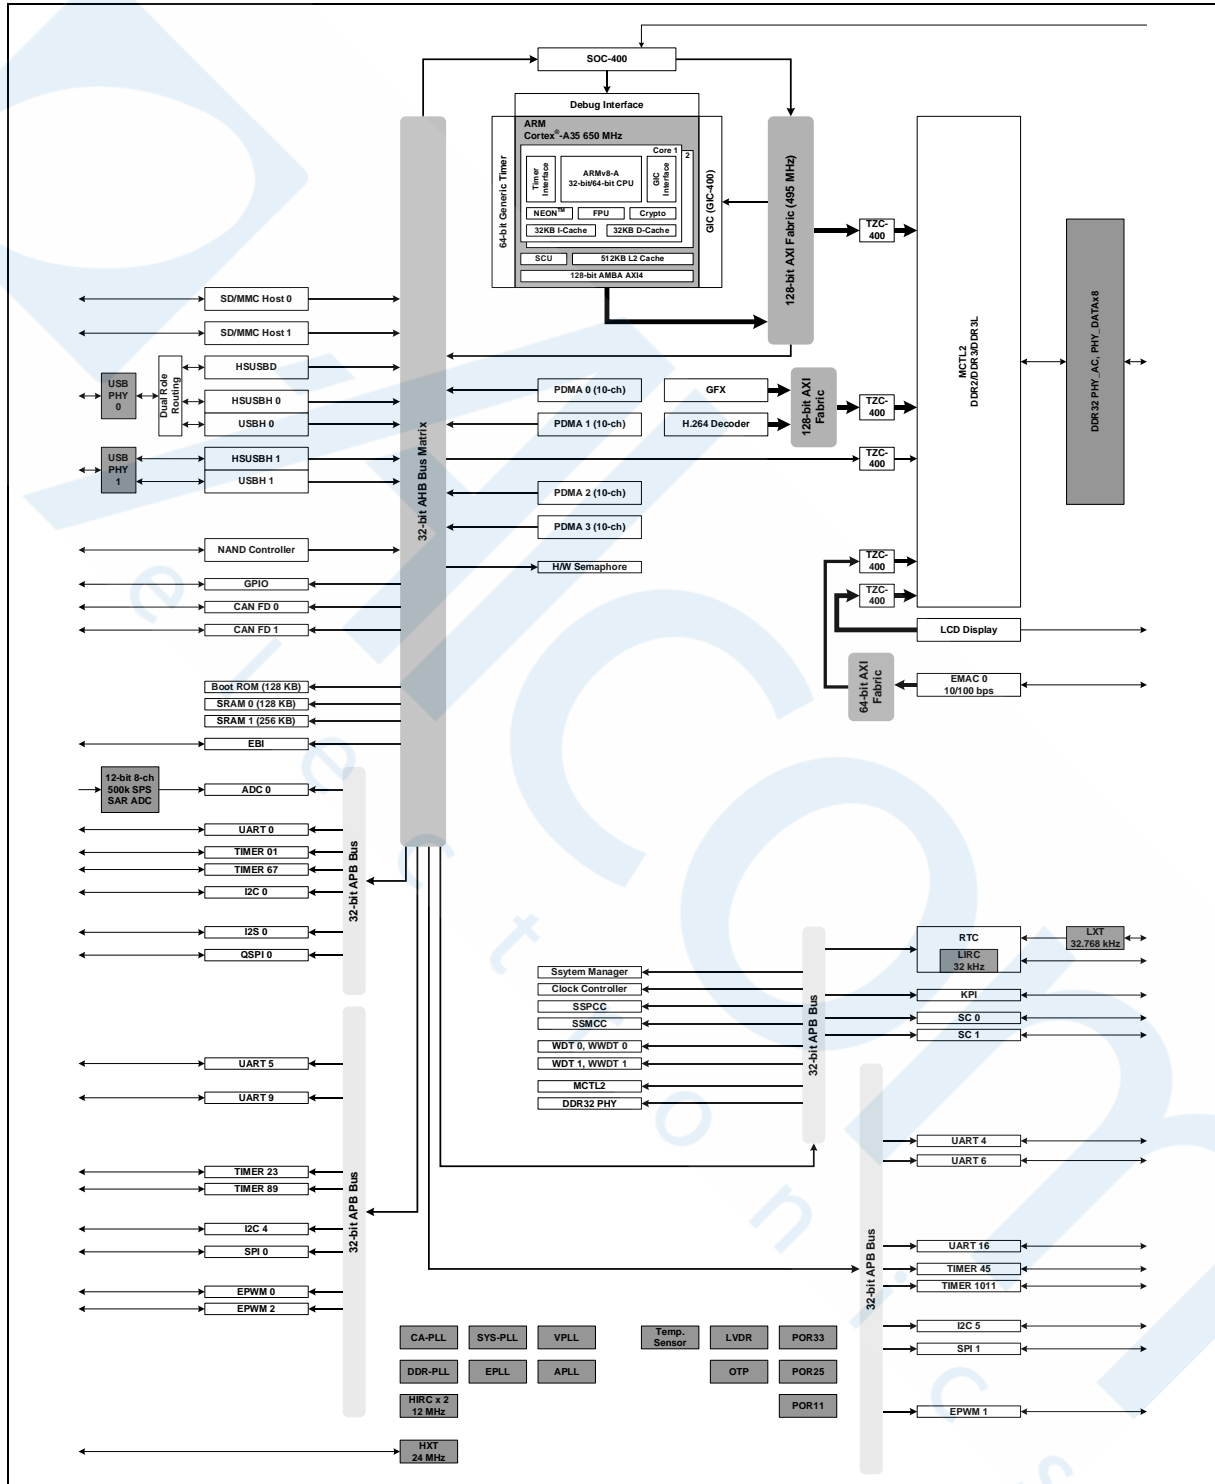 SOC-400
Debug Interface
64-bit Generic Timer
ARM
Cortex®-A35 650 MHz
Core 1
2
Timer
Interface
ARMv8-A
32-bit/64-bit CPU
GIC
Interface
NEON™
FPU
Crypto
32KB I-Cache
32KB D-Cache
SCU
512KB L2 Cache
128-bit AMBA AXI4
GIC (GIC-400)
128-bit AXI Fabric (495 MHz)
TZC-
400
MCTL2
DDR2/DDR3/DDR3L
DDR32 PHY_AC, PHY_DATAx8
32-bit AHB Bus Matrix
SD/MMC Host 0
SD/MMC Host 1
USB
PHY
0
Dual Role
Routing
HSUSBD
HSUSBH 0
USBH 0
USB
PHY
1
HSUSBH 1
USBH 1
PDMA 0 (10-ch)
PDMA 1 (10-ch)
GFX
H.264 Decoder
128-bit AXI
Fabric
TZC-
400
TZC-
400
PDMA 2 (10-ch)
PDMA 3 (10-ch)
NAND Controller
H/W Semaphore
TZC-
400
TZC-
400
GPIO
CAN FD 0
CAN FD 1
LCD Display
64-bit AXI
Fabric
EMAC 0
10/100 bps
Boot ROM (128 KB)
SRAM 0 (128 KB)
SRAM 1 (256 KB)
EBI
12-bit 8-ch
500k SPS
SAR ADC
ADC 0
UART 0
TIMER 01
TIMER 67
I2C 0
I2S 0
QSPI 0
32-bit APB Bus
UART 5
UART 9
TIMER 23
TIMER 89
I2C 4
SPI 0
EPWM 0
EPWM 2
32-bit APB Bus
Ssytem Manager
Clock Controller
SSPCC
SSMCC
WDT 0, WWDT 0
WDT 1, WWDT 1
MCTL2
DDR32 PHY
32-bit APB Bus
RTC
LIRC
32 kHz
LXT
32.768 kHz
KPI
SC 0
SC 1
32-bit APB Bus
UART 4
UART 6
UART 16
TIMER 45
TIMER 1011
I2C 5
SPI 1
EPWM 1
CA-PLL
SYS-PLL
VPLL
Temp.
Sensor
LVDR
POR33
DDR-PLL
EPLL
APLL
OTP
POR25
HIRC x 2
12 MHz
POR11
HXT
24 MHz